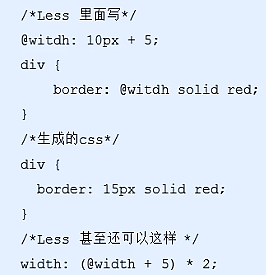 /*Less 里面写*/
@witdh: 10px + 5;
div {
    border: @witdh solid red;
}
/*生成的css*/
div {
  border: 15px solid red;
}
/*Less 甚至还可以这样 */
width: (@width + 5) * 2;